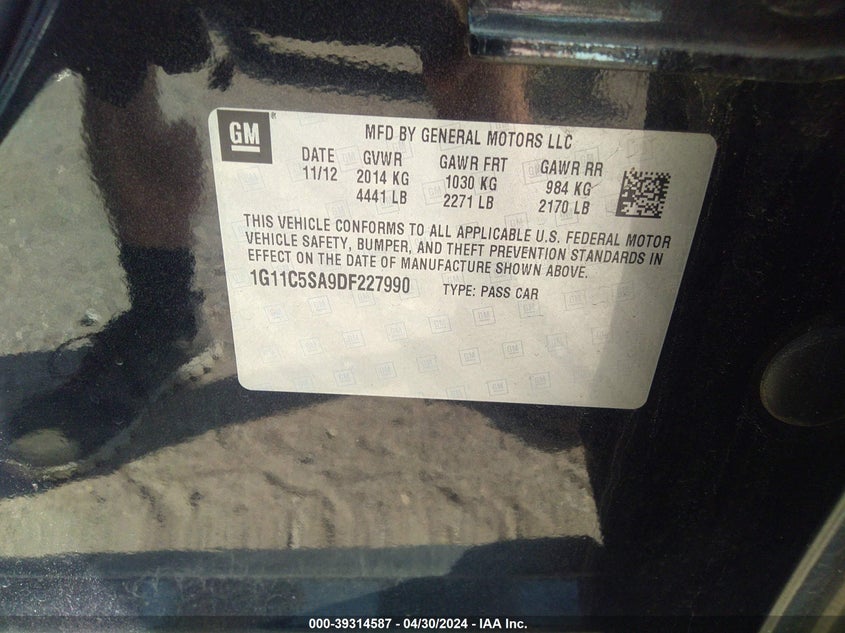 GM®
MFD BY GENERAL MOTORS LLC
DATE GVWR GAWR FRT GAWR RR
11/12 2014 KG 1030 KG 984 KG
4441 LB 2271 LB 2170 LB
THIS VEHICLE CONFORMS TO ALL APPLICABLE U.S. FEDERAL MOTOR
VEHICLE SAFETY, BUMPER, AND THEFT PREVENTION STANDARDS IN
EFFECT ON THE DATE OF MANUFACTURE SHOWN ABOVE.
1G11C5SA9DF227990 TYPE: PASS CAR
000-39314587 - 04/30/2024 - IAA Inc.